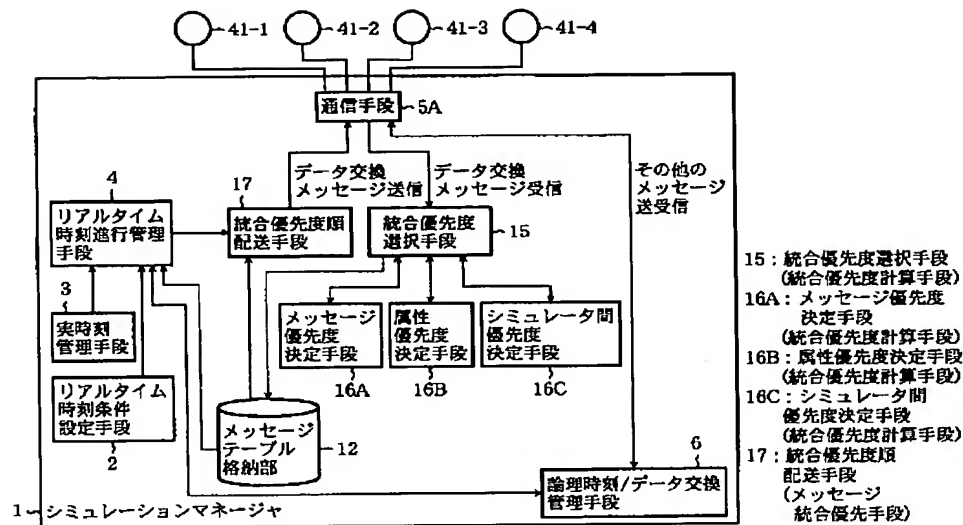 41-1
41-2
41-3
41-4
通信手段
5A
データ交換
メッセージ送信
データ交換
メッセージ受信
その他の
メッセージ
送受信
4
リアルタイム
時刻進行管理
手段
17
統合優先度順
配送手段
統合優先度
選択手段
15
3
実時刻
管理手段
メッセージ
優先度
決定手段
16A
属性
優先度
決定手段
16B
シミュレータ間
優先度
決定手段
16C
リアルタイム
時刻条件
設定手段
2
メッセージ
テーブル
格納部
12
6
論理時刻/データ交換
管理手段
1
シミュレーションマネージャ
15:統合優先度選択手段
(統合優先度計算手段)
16A:メッセージ優先度
決定手段
(統合優先度計算手段)
16B:属性優先度決定手段
(統合優先度計算手段)
16C:シミュレータ間
優先度決定手段
(統合優先度計算手段)
17:統合優先度順
配送手段
(メッセージ
統合優先手段)